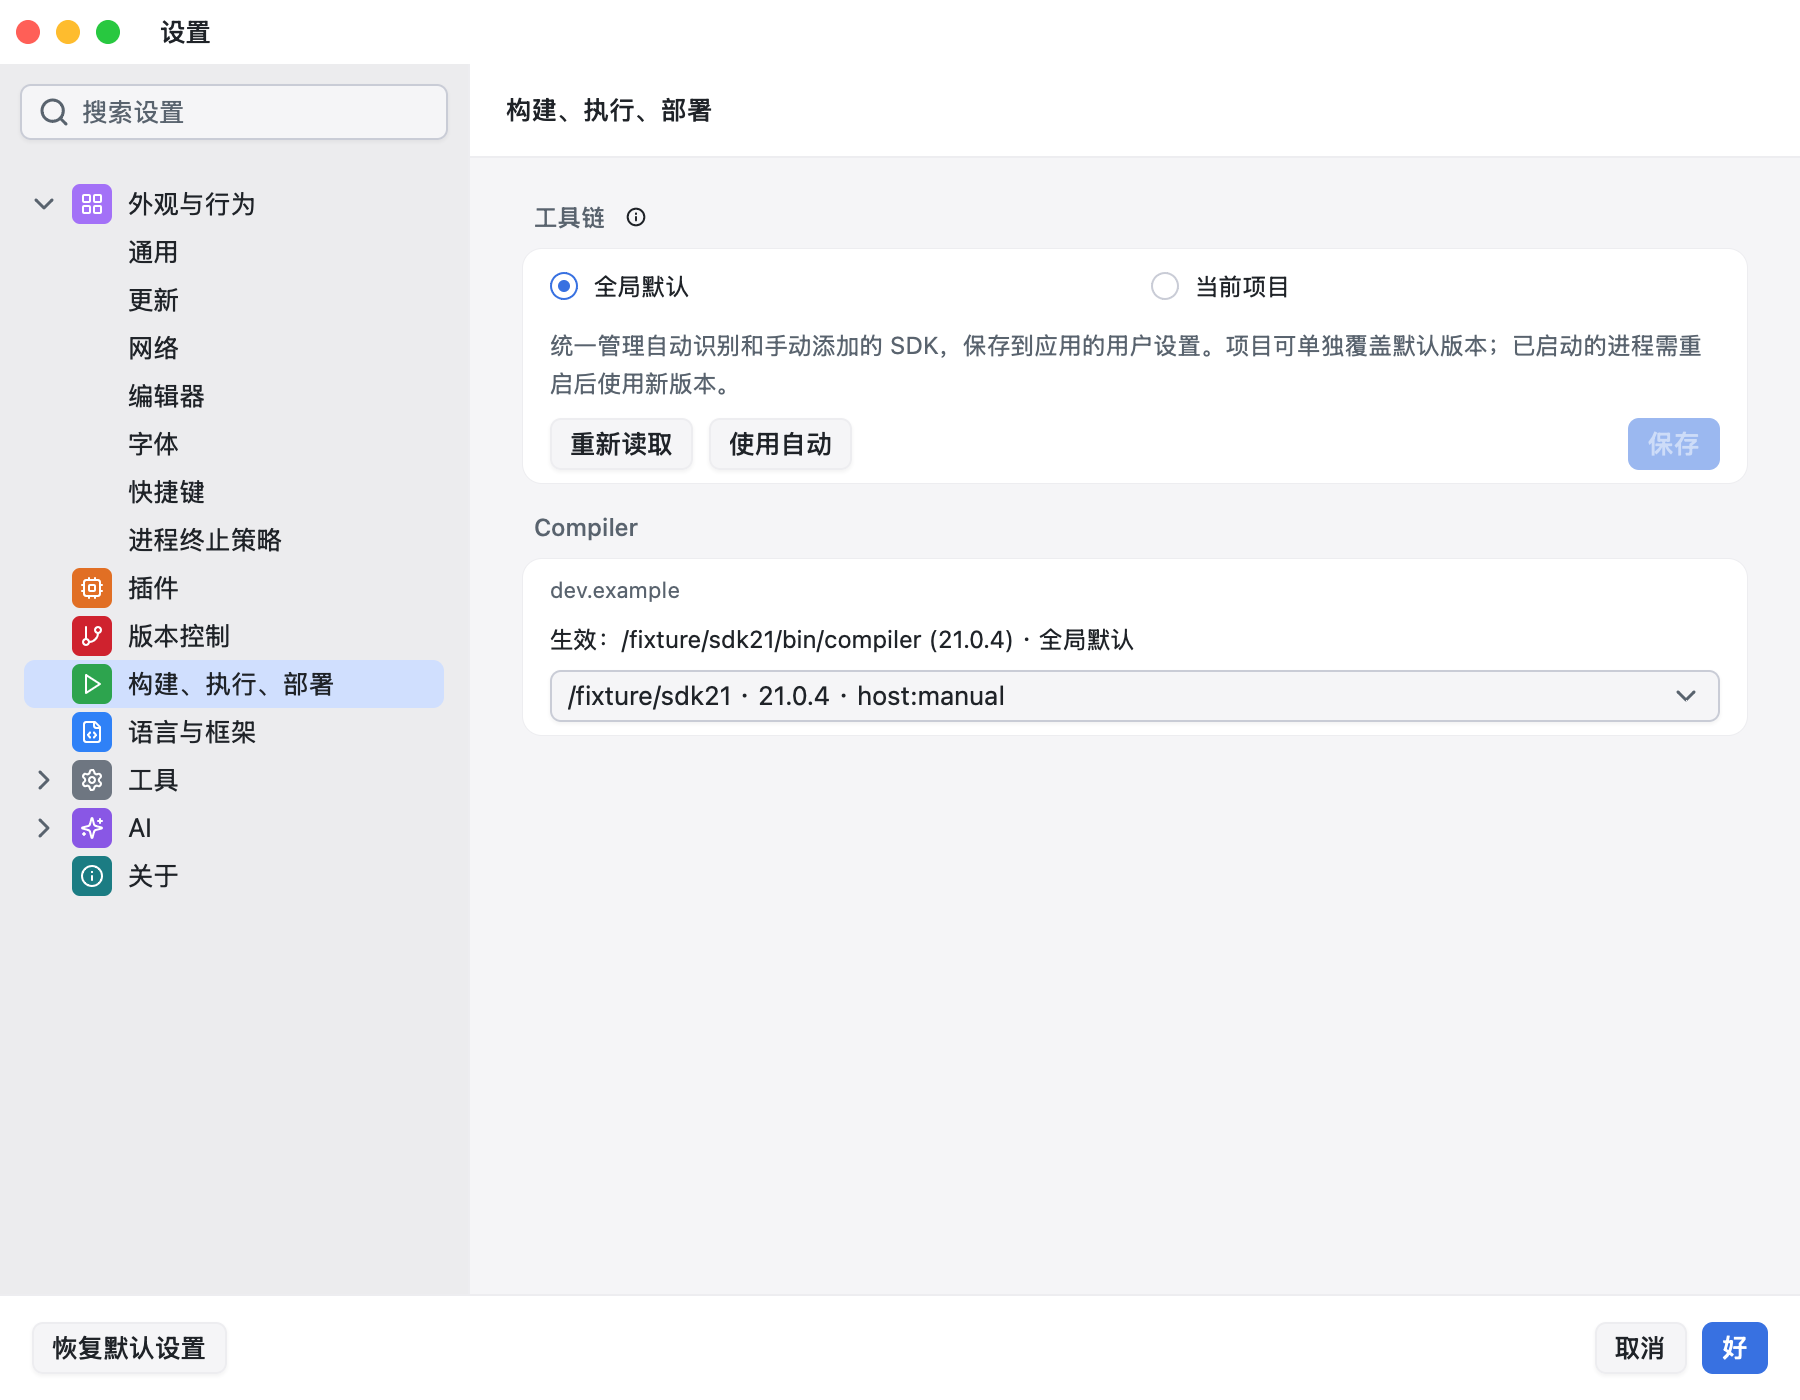 设置
搜索设置
外观与行为
通用
更新
网络
编辑器
字体
快捷键
进程终止策略
插件
版本控制
构建、执行、部署
语言与框架
工具
AI
关于
构建、执行、部署
工具链
全局默认
当前项目
统一管理自动识别和手动添加的 SDK，保存到应用的用户设置。项目可单独覆盖默认版本；已启动的进程需重
启后使用新版本。
重新读取
使用自动
保存
Compiler
dev.example
生效：/fixture/sdk21/bin/compiler (21.0.4) · 全局默认
/fixture/sdk21 · 21.0.4 · host:manual
恢复默认设置
取消
好